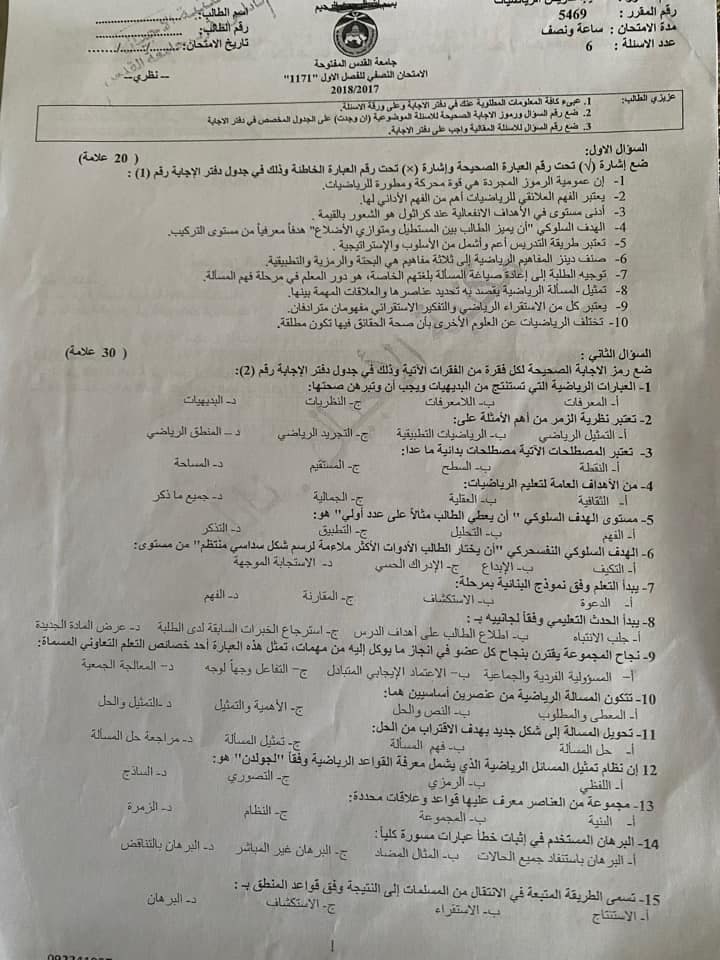 رقم المقرر : 5469
مدة الامتحان : ساعة ونصف
عدد الاسئلة : 6
اسم الطالب:
رقم الطالب:
تاريخ الامتحان:
جامعة القدس المفتوحة
الامتحان النصفي للفصل الاول "1171"
2018/2017
-- نظري --
عزيزي الطالب:
1. عبيء كافة المعلومات المطلوبة عنك في دفتر الاجابة وعلى ورقة الاسئلة.
2. ضع رقم السؤال ورموز الاجابة الصحيحة للاسئلة الموضوعية (ان وجدت) على الجدول المخصص في دفتر الاجابة
3. ضع رقم السؤال للاسئلة المقالية واجب على دفتر الاجابة.
السؤال الاول: ( 20 علامة)
ضع إشارة (√) تحت رقم العبارة الصحيحة وإشارة (×) تحت رقم العبارة الخاطئة وذلك في جدول دفتر الإجابة رقم (1) :
1- إن عمومية الرموز المجردة هي قوة محركة ومطورة للرياضيات.
2- يعتبر الفهم العلائقي للرياضيات أهم من الفهم الأداتي لها.
3- أدنى مستوى في الأهداف الانفعالية عند كراثول هو الشعور بالقيمة .
4- الهدف السلوكي "أن يميز الطالب بين المستطيل ومتوازي الأضلاع" هدفاً معرفياً من مستوى التركيب.
5- تعتبر طريقة التدريس أعم وأشمل من الأسلوب والإستراتيجية .
6- صنف دينز المفاهيم الرياضية إلى ثلاثة مفاهيم هي البحتة والرمزية والتطبيقية.
7- توجيه الطلبة إلى إعادة صياغة المسألة بلغتهم الخاصة، هو دور المعلم في مرحلة فهم المسألة.
8- تمثيل المسألة الرياضية يقصد به تحديد عناصرها والعلاقات المهمة بينها.
9- يعتبر كل من الاستقراء الرياضي والتفكير الاستقرائي مفهومان مترادفان.
10- تختلف الرياضيات عن العلوم الأخرى بأن صحة الحقائق فيها تكون مطلقة.
السؤال الثاني : ( 30 علامة)
ضع رمز الاجابة الصحيحة لكل فقرة من الفقرات الآتية وذلك في جدول دفتر الإجابة رقم (2):
1- العبارات الرياضية التي تستنتج من البديهيات ويجب أن وتبرهن صحتها:
أ- المعرفات ب- اللامعرفات ج- النظريات د- البديهيات
2- تعتبر نظرية الزمر من أهم الأمثلة على:
أ- التمثيل الرياضي ب- الرياضيات التطبيقية ج- التجريد الرياضي د – المنطق الرياضي
3- تعتبر المصطلحات الآتية مصطلحات بدائية ما عدا:
أ- النقطة ب- السطح ج- المستقيم د- المساحة
4- من الأهداف العامة لتعليم الرياضيات:
أ- الثقافية ب- العقلية ج- الجمالية د- جميع ما ذكر
5- مستوى الهدف السلوكي " أن يعطي الطالب مثالاً على عدد أولي" هو:
أ- الفهم ب- التحليل ج- التطبيق د- التذكر
6- الهدف السلوكي النفسحركي "أن يختار الطالب الأدوات الأكثر ملاءمة لرسم شكل سداسي منتظم" من مستوى:
أ- التكيف ب- الإبداع ج- الإدراك الحسي د- الاستجابة الموجهة
7- يبدأ التعلم وفق نموذج البنائية بمرحلة:
أ- الدعوة ب- الاستكشاف ج- المقارنة د- الفهم
8- يبدأ الحدث التعليمي وفقاً لجانييه بـ :
أ- جلب الانتباه ب- اطلاع الطالب على أهداف الدرس ج- استرجاع الخبرات السابقة لدى الطلبة د- عرض المادة الجديدة
9- نجاح المجموعة يقترن بنجاح كل عضو في انجاز ما يوكل إليه من مهمات، تمثل هذه العبارة أحد خصائص التعلم التعاوني المسماة:
أ– المسؤولية الفردية والجماعية ب– الاعتماد الإيجابي المتبادل ج- التفاعل وجهاً لوجه د– المعالجة الجمعية
10- تتكون المسالة الرياضية من عنصرين أساسيين هما:
أ- المعطى والمطلوب ب- النص والحل ج- الأهمية والتمثيل د-التمثيل والحل
11- تحويل المسالة إلى شكل جديد بهدف الاقتراب من الحل:
أ- حل المسألة ب- فهم المسألة ج- تمثيل المسألة د- مراجعة حل المسألة
12 إن نظام تمثيل المسائل الرياضية الذي يشمل معرفة القواعد الرياضية وفقاً "لجولدن" هو:
أ- اللفظي ب- الرمزي ج- التصوري د- الساذج
13- مجموعة من العناصر معرف عليها قواعد وعلاقات محددة:
أ- البنية ب- المجموعة ج- النظام د- الزمرة
14- البرهان المستخدم في إثبات خطأ عبارات مسورة كلياً:
أ- البرهان باستنفاد جميع الحالات ب- المثال المضاد ج- البرهان غير المباشر د- البرهان بالتناقض
15- تسمى الطريقة المتبعة في الانتقال من المسلمات إلى النتيجة وفق قواعد المنطق بـ :
أ- الاستنتاج ب- الاستقراء ج- الاستكشاف د- البرهان
1